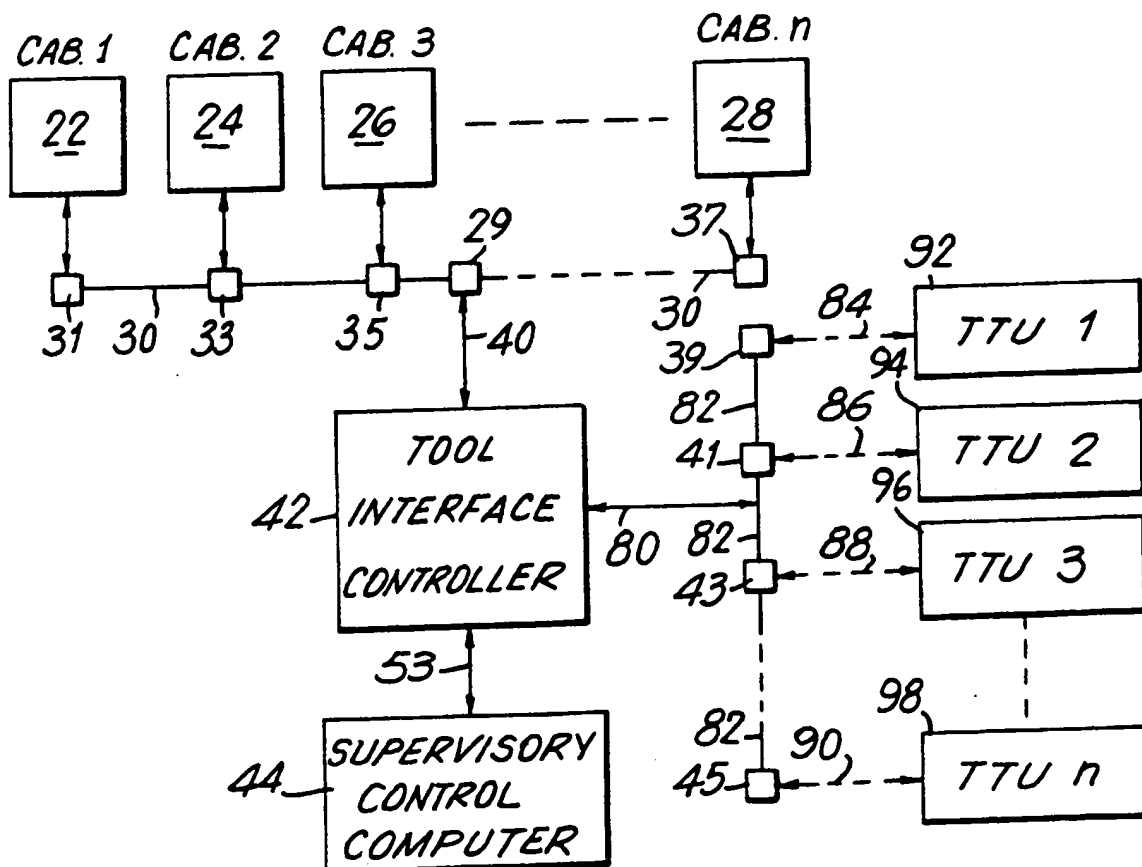 CAB. 1 CAB. 2 CAB. 3 CAB. n
22 24 26 28
29 37 92
31 30 33 35 40 30 39 84 TTU 1
94
82 86
41 TTU 2
96
TOOL
INTERFACE
CONTROLLER
42 80 82 88
43 TTU 3
53
98
82 90
44 45 TTU n
SUPERVISORY
CONTROL
COMPUTER